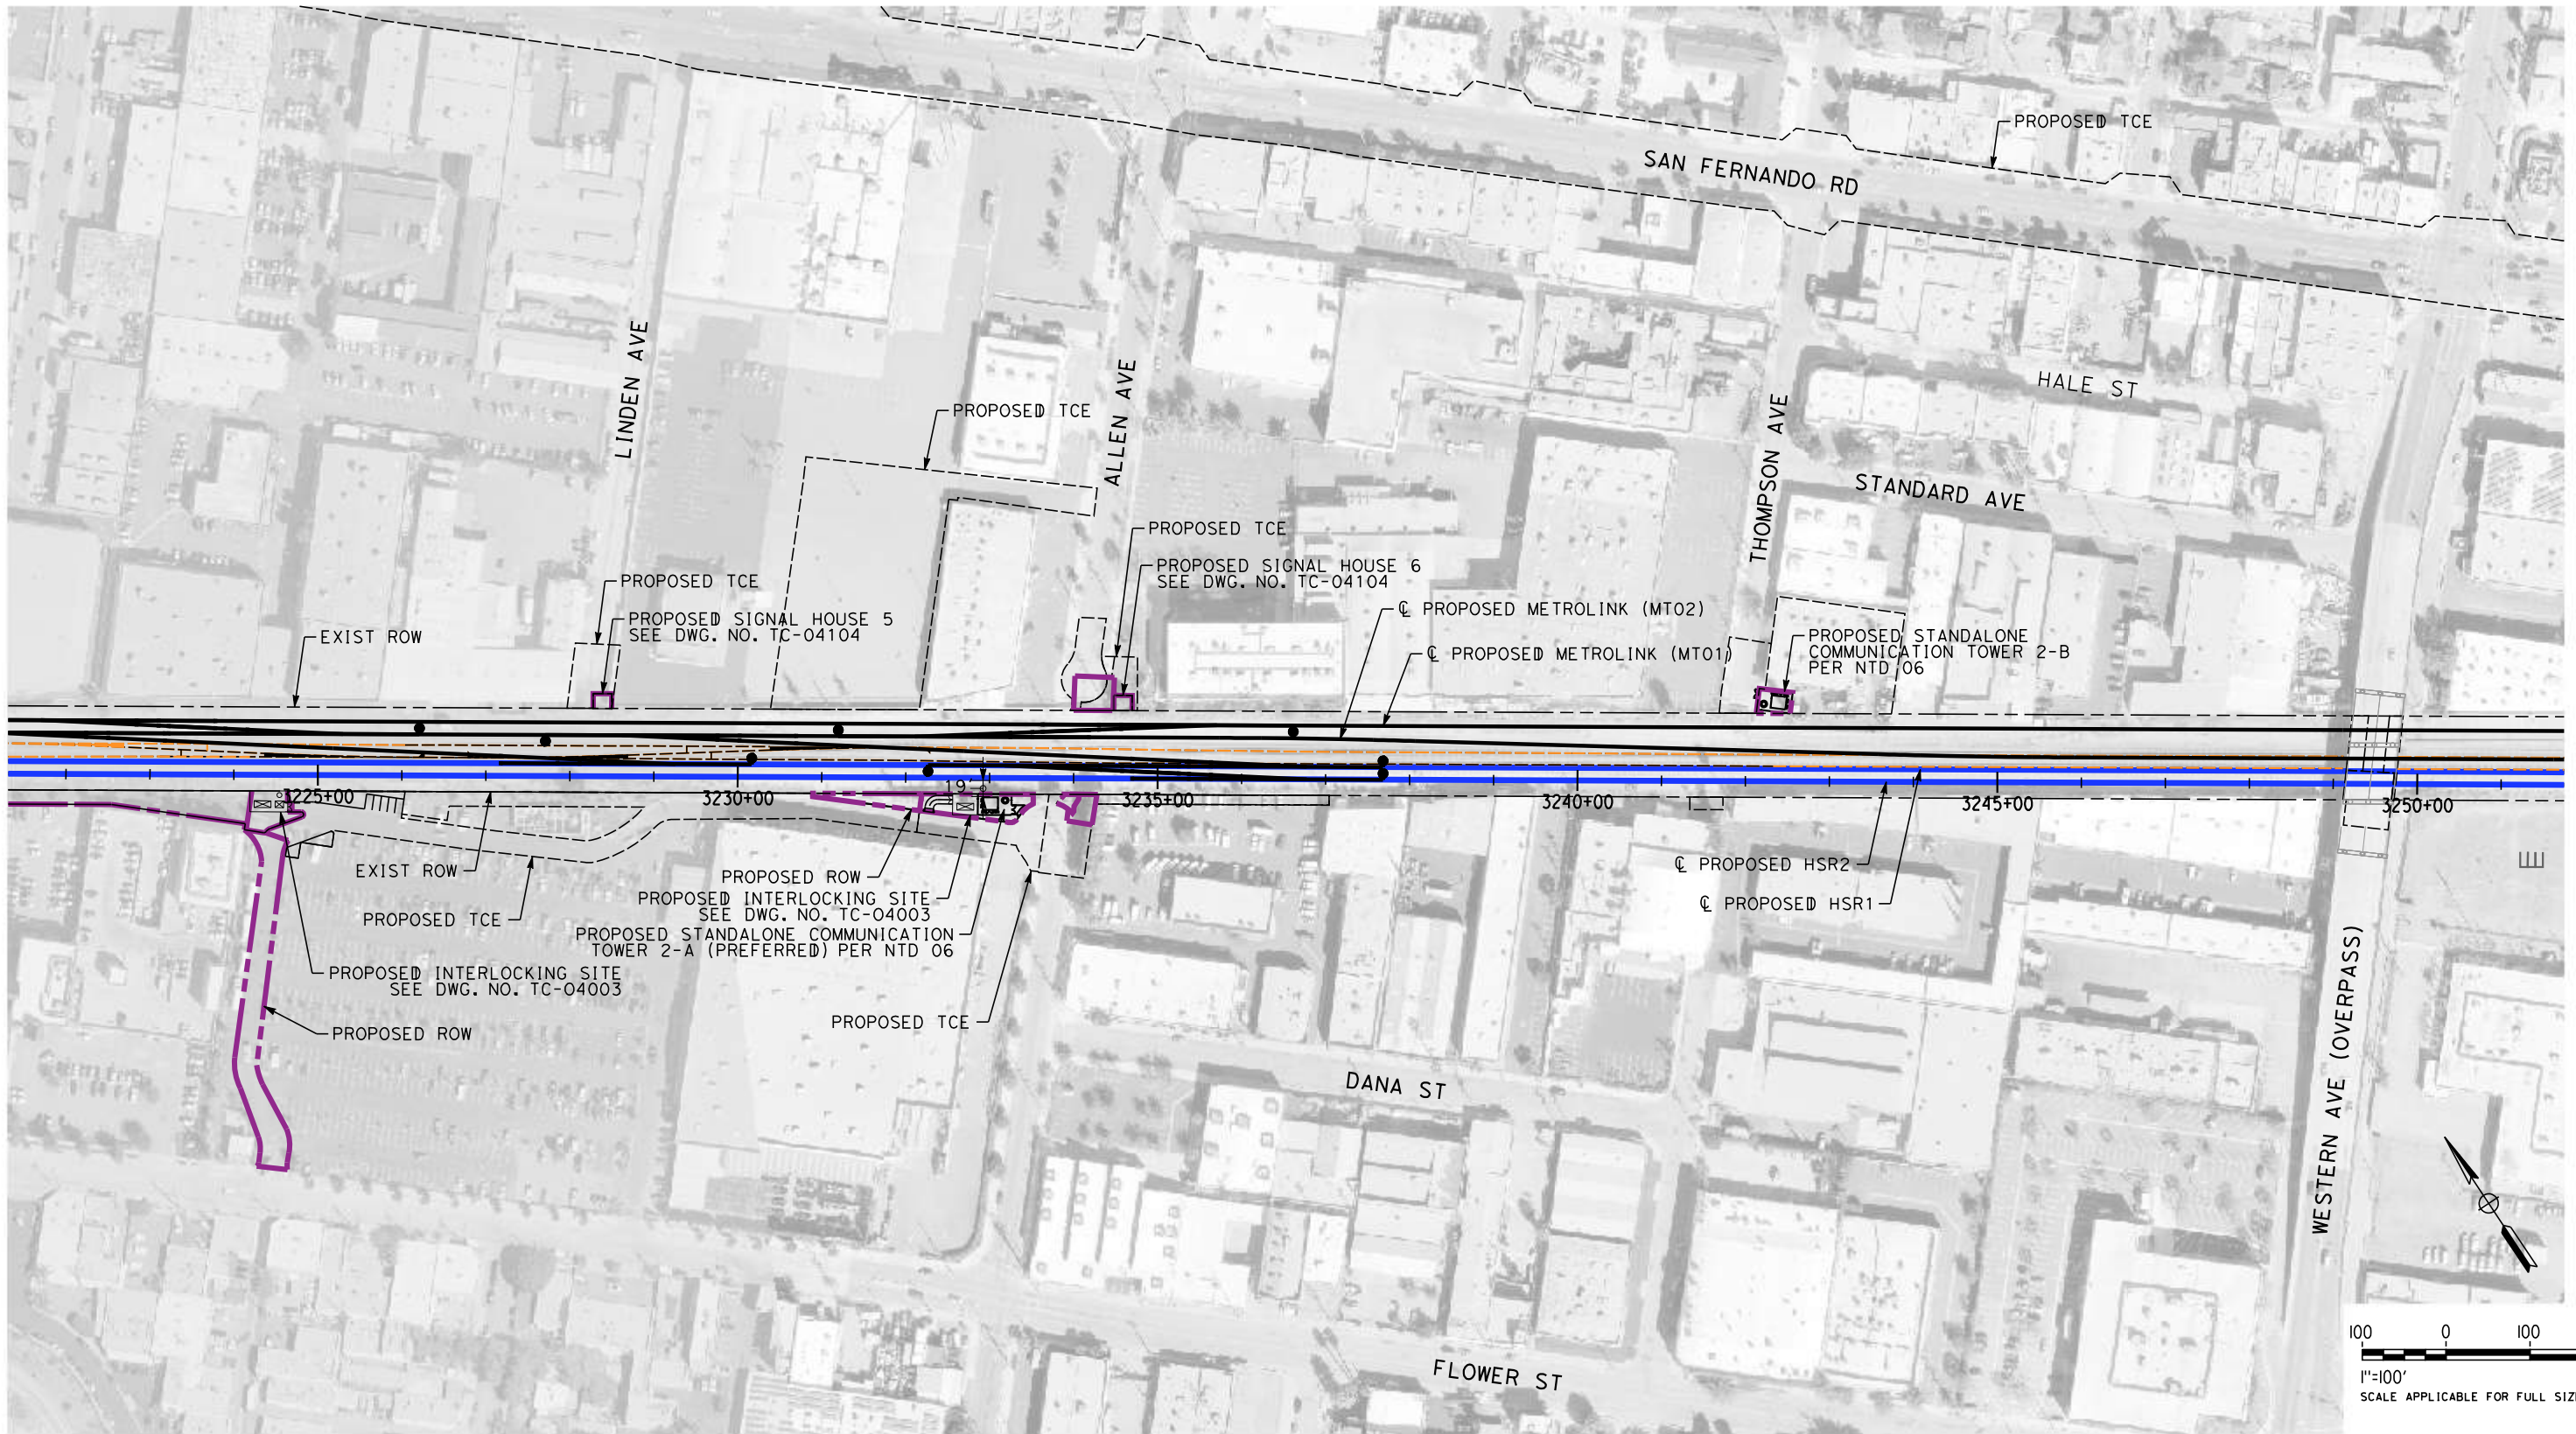 PROPOSED TCE
SAN FERNANDO RD
LINDEN AVE
ALLEN AVE
THOMPSON AVE
HALE ST
STANDARD AVE
PROPOSED TCE
PROPOSED TCE
PROPOSED SIGNAL HOUSE 6
SEE DWG. NO. TC-04104
PROPOSED TCE
PROPOSED SIGNAL HOUSE 5
SEE DWG. NO. TC-04104
EXIST ROW
℄ PROPOSED METROLINK (MT02)
℄ PROPOSED METROLINK (MT01)
PROPOSED STANDALONE
COMMUNICATION TOWER 2-B
PER NTD 06
19'
3225+00
3230+00
3235+00
3240+00
3245+00
3250+00
EXIST ROW
PROPOSED TCE
PROPOSED INTERLOCKING SITE
SEE DWG. NO. TC-04003
PROPOSED ROW
PROPOSED ROW
PROPOSED INTERLOCKING SITE
SEE DWG. NO. TC-04003
PROPOSED STANDALONE COMMUNICATION
TOWER 2-A (PREFERRED) PER NTD 06
PROPOSED TCE
℄ PROPOSED HSR2
℄ PROPOSED HSR1
WESTERN AVE (OVERPASS)
DANA ST
FLOWER ST
100 0 100
1"=100'
SCALE APPLICABLE FOR FULL SIZE